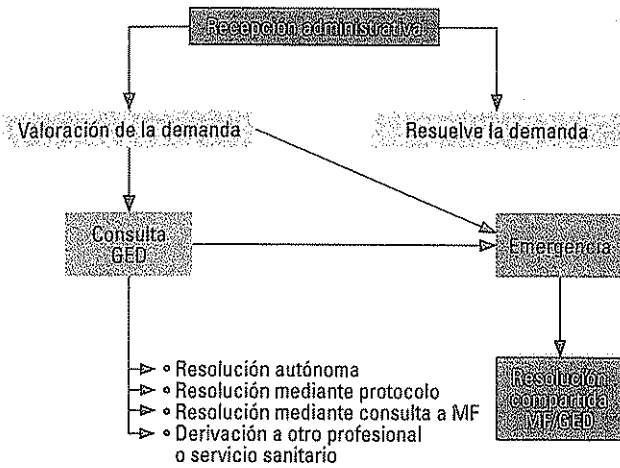 Recepción administrativa
Valoración de la demanda
Resuelve la demanda
Consulta
GED
Emergencia
• Resolución autónoma
• Resolución mediante protocolo
• Resolución mediante consulta a MF
• Derivación a otro profesional
o servicio sanitario
Resolución
compartida
MF/GED